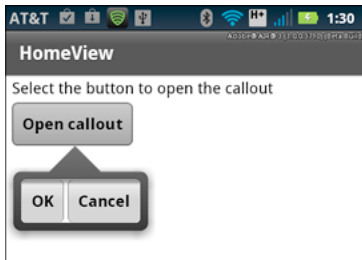 AT&T H+ 1:30
HomeView
Select the button to open the callout
Open callout
OK Cancel